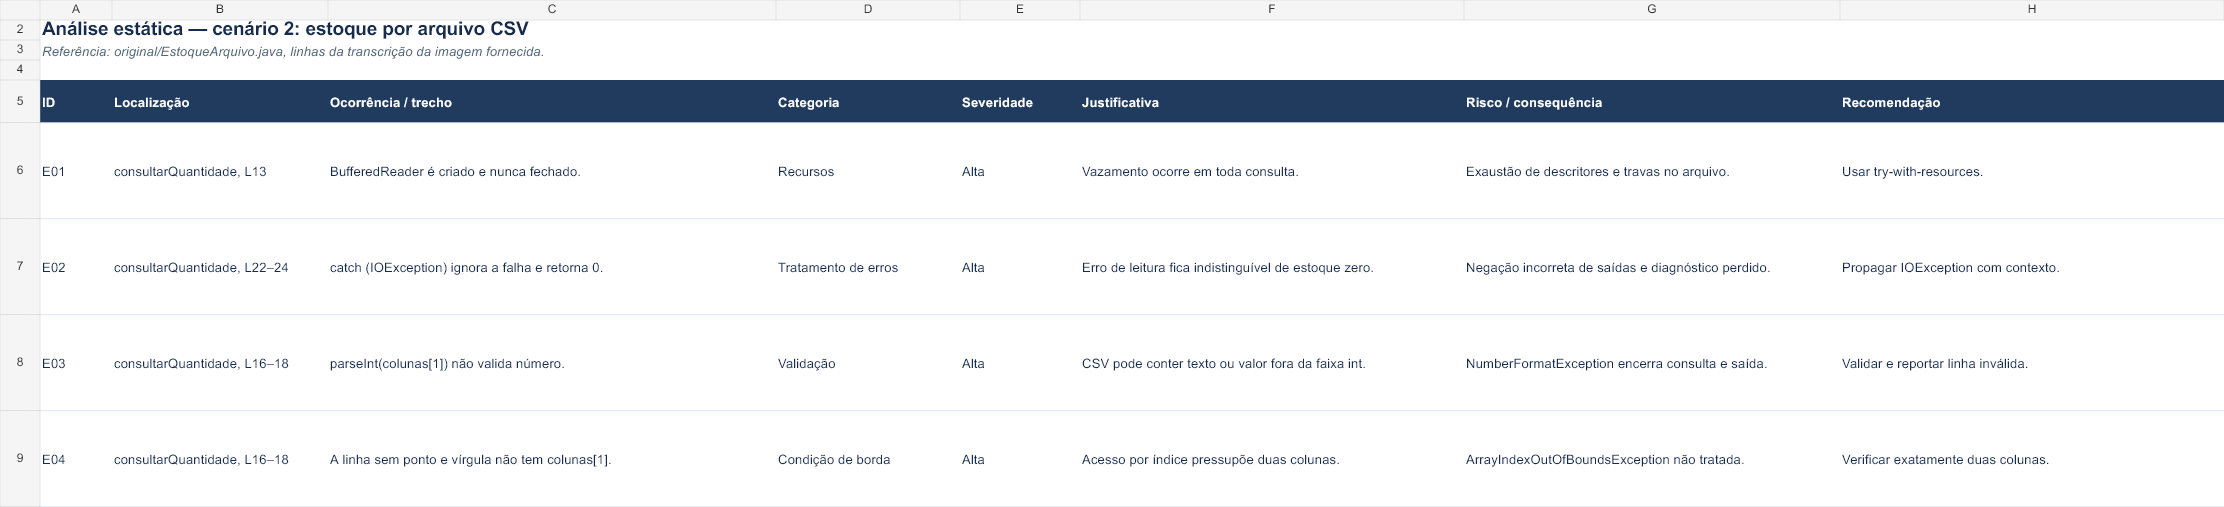 A B C D E F G H
2 Análise estática — cenário 2: estoque por arquivo CSV
3 Referência: original/EstoqueArquivo.java, linhas da transcrição da imagem fornecida.
4
5 ID Localização Ocorrência / trecho Categoria Severidade Justificativa Risco / consequência Recomendação
6 E01 consultarQuantidade, L13 BufferedReader é criado e nunca fechado. Recursos Alta Vazamento ocorre em toda consulta. Exaustão de descritores e travas no arquivo. Usar try-with-resources.
7 E02 consultarQuantidade, L22–24 catch (IOException) ignora a falha e retorna 0. Tratamento de erros Alta Erro de leitura fica indistinguível de estoque zero. Negação incorreta de saídas e diagnóstico perdido. Propagar IOException com contexto.
8 E03 consultarQuantidade, L16–18 parseInt(colunas[1]) não valida número. Validação Alta CSV pode conter texto ou valor fora da faixa int. NumberFormatException encerra consulta e saída. Validar e reportar linha inválida.
9 E04 consultarQuantidade, L16–18 A linha sem ponto e vírgula não tem colunas[1]. Condição de borda Alta Acesso por índice pressupõe duas colunas. ArrayIndexOutOfBoundsException não tratada. Verificar exatamente duas colunas.